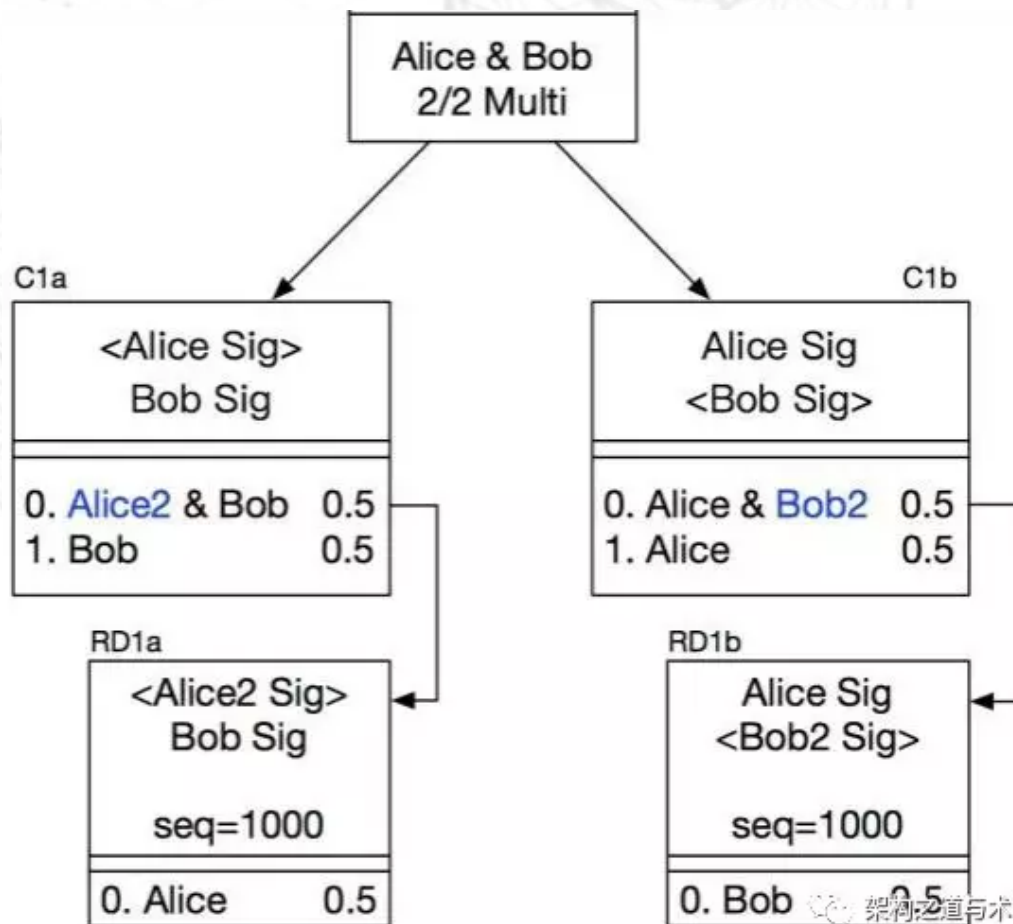 Alice & Bob
2/2 Multi
C1a
<Alice Sig>
Bob Sig
0. Alice2 & Bob 0.5
1. Bob 0.5
C1b
Alice Sig
<Bob Sig>
0. Alice & Bob2 0.5
1. Alice 0.5
RD1a
<Alice2 Sig>
Bob Sig
seq=1000
0. Alice 0.5
RD1b
Alice Sig
<Bob2 Sig>
seq=1000
0. Bob 0.5
架构之道与术